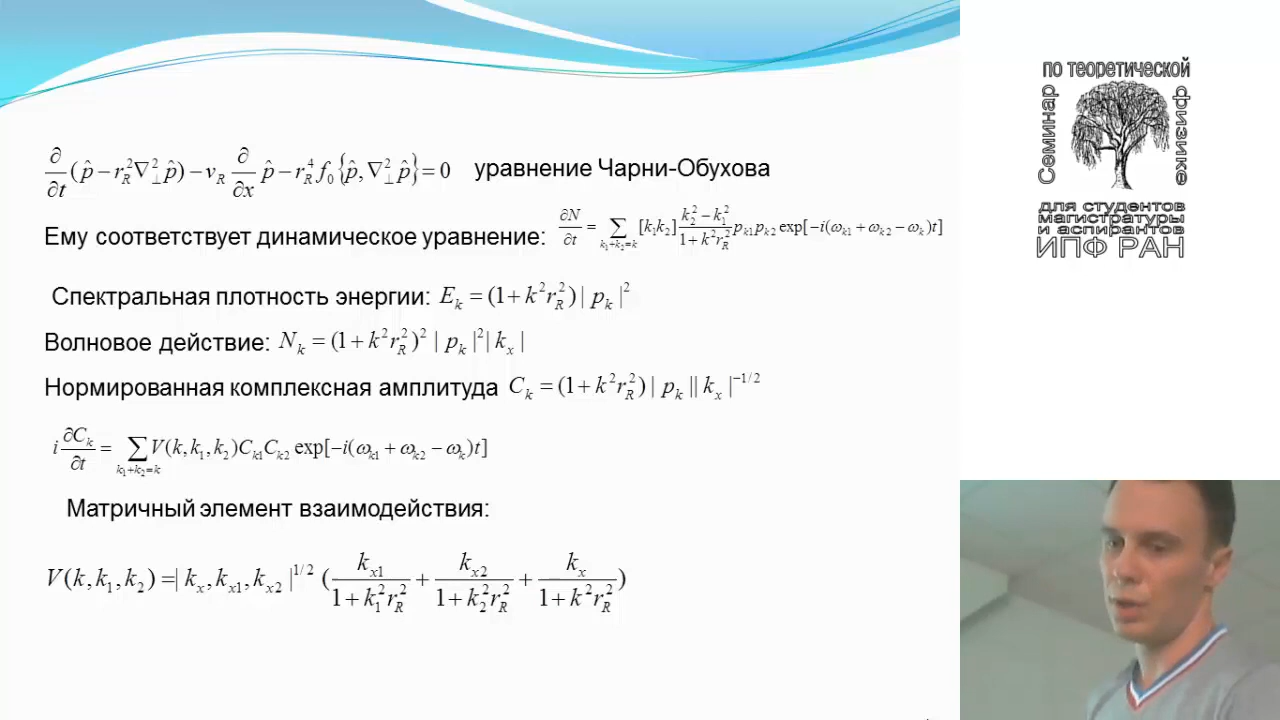 ∂/∂t (p̂ − r_R²∇_⊥² p̂) − v_R ∂/∂x p̂ − r_R⁴ f₀{p̂, ∇_⊥² p̂} = 0 уравнение Чарни-Обухова
Ему соответствует динамическое уравнение: ∂N/∂t = ∑_{k₁+k₂=k} [k₁k₂] (k₂² − k₁²)/(1 + k²r_R²) p_{k1} p_{k2} exp[−i(ω_{k1} + ω_{k2} − ω_k)t]
Спектральная плотность энергии: E_k = (1 + k²r_R²) | p_k |²
Волновое действие: N_k = (1 + k²r_R²)² | p_k |² | k_x |
Нормированная комплексная амплитуда C_k = (1 + k²r_R²) | p_k || k_x |^{−1/2}
i ∂C_k/∂t = ∑_{k₁+k₂=k} V(k, k₁, k₂) C_{k1} C_{k2} exp[−i(ω_{k1} + ω_{k2} − ω_k)t]
Матричный элемент взаимодействия:
V(k, k₁, k₂) = | k_x, k_{x1}, k_{x2} |^{1/2} ( k_{x1}/(1 + k₁²r_R²) + k_{x2}/(1 + k₂²r_R²) + k_x/(1 + k²r_R²) )
Семинар
по теоретической
физике
для студентов
магистратуры
и аспирантов
ИПФ РАН